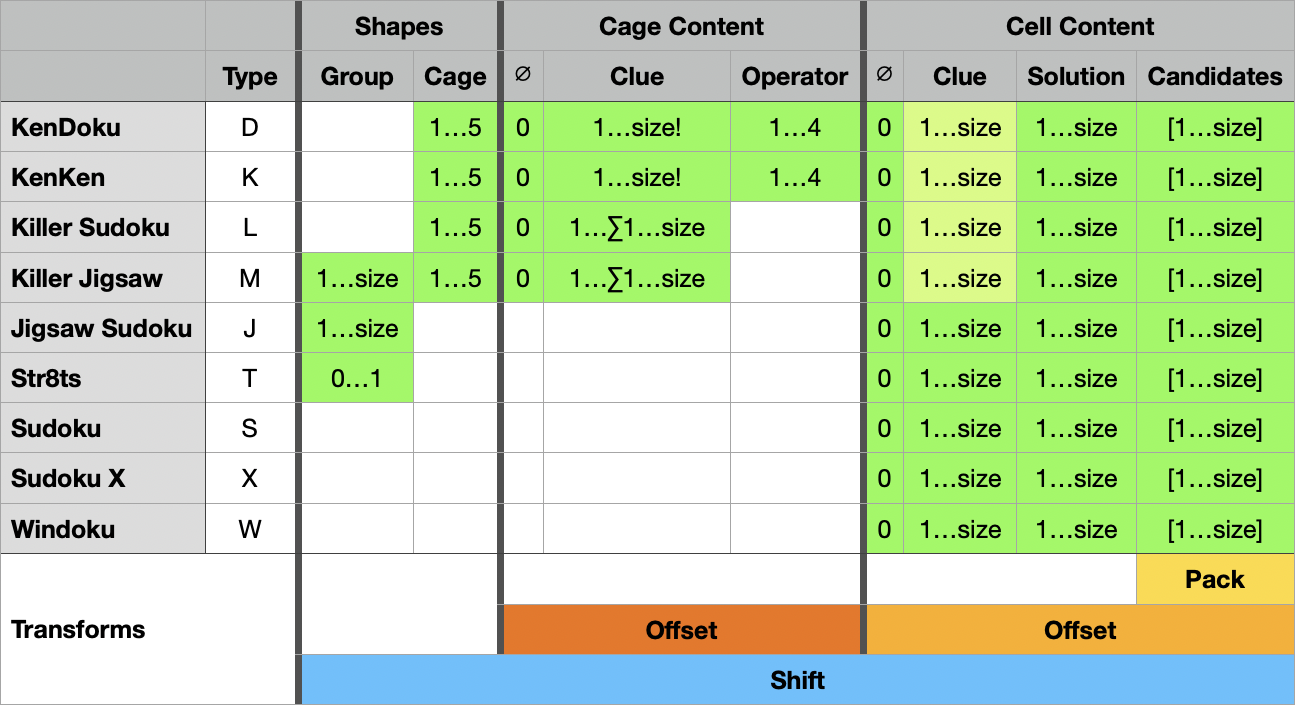 Shapes Cage Content Cell Content
Type Group Cage ∅ Clue Operator ∅ Clue Solution Candidates
KenDoku D 1…5 0 1…size! 1…4 0 1…size 1…size [1…size]
KenKen K 1…5 0 1…size! 1…4 0 1…size 1…size [1…size]
Killer Sudoku L 1…5 0 1…∑1…size 0 1…size 1…size [1…size]
Killer Jigsaw M 1…size 1…5 0 1…∑1…size 0 1…size 1…size [1…size]
Jigsaw Sudoku J 1…size 0 1…size 1…size [1…size]
Str8ts T 0…1 0 1…size 1…size [1…size]
Sudoku S 0 1…size 1…size [1…size]
Sudoku X X 0 1…size 1…size [1…size]
Windoku W 0 1…size 1…size [1…size]
Pack
Transforms Offset Offset
Shift